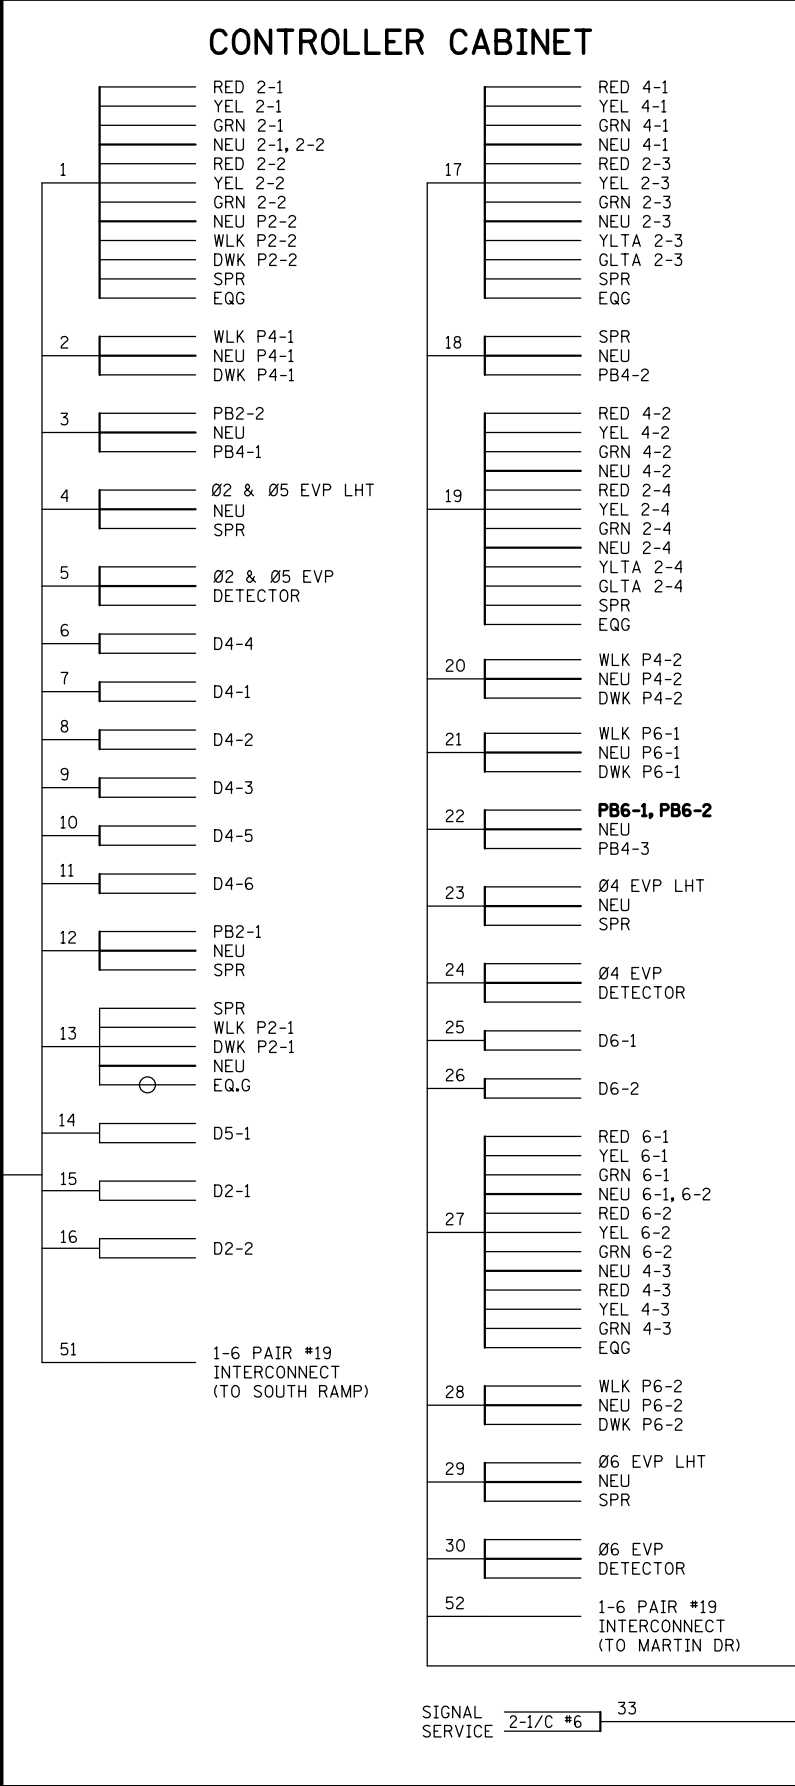 CONTROLLER CABINET
1
RED 2-1
YEL 2-1
GRN 2-1
NEU 2-1, 2-2
RED 2-2
YEL 2-2
GRN 2-2
NEU P2-2
WLK P2-2
DWK P2-2
SPR
EQG
2
WLK P4-1
NEU P4-1
DWK P4-1
3
PB2-2
NEU
PB4-1
4
Ø2 & Ø5 EVP LHT
NEU
SPR
5
Ø2 & Ø5 EVP
DETECTOR
6
D4-4
7
D4-1
8
D4-2
9
D4-3
10
D4-5
11
D4-6
12
PB2-1
NEU
SPR
13
SPR
WLK P2-1
DWK P2-1
NEU
EQ.G
14
D5-1
15
D2-1
16
D2-2
51
1-6 PAIR #19
INTERCONNECT
(TO SOUTH RAMP)
17
RED 4-1
YEL 4-1
GRN 4-1
NEU 4-1
RED 2-3
YEL 2-3
GRN 2-3
NEU 2-3
YLTA 2-3
GLTA 2-3
SPR
EQG
18
SPR
NEU
PB4-2
19
RED 4-2
YEL 4-2
GRN 4-2
NEU 4-2
RED 2-4
YEL 2-4
GRN 2-4
NEU 2-4
YLTA 2-4
GLTA 2-4
SPR
EQG
20
WLK P4-2
NEU P4-2
DWK P4-2
21
WLK P6-1
NEU P6-1
DWK P6-1
22
PB6-1, PB6-2
NEU
PB4-3
23
Ø4 EVP LHT
NEU
SPR
24
Ø4 EVP
DETECTOR
25
D6-1
26
D6-2
27
RED 6-1
YEL 6-1
GRN 6-1
NEU 6-1, 6-2
RED 6-2
YEL 6-2
GRN 6-2
NEU 4-3
RED 4-3
YEL 4-3
GRN 4-3
EQG
28
WLK P6-2
NEU P6-2
DWK P6-2
29
Ø6 EVP LHT
NEU
SPR
30
Ø6 EVP
DETECTOR
52
1-6 PAIR #19
INTERCONNECT
(TO MARTIN DR)
SIGNAL
SERVICE
2-1/C #6
33